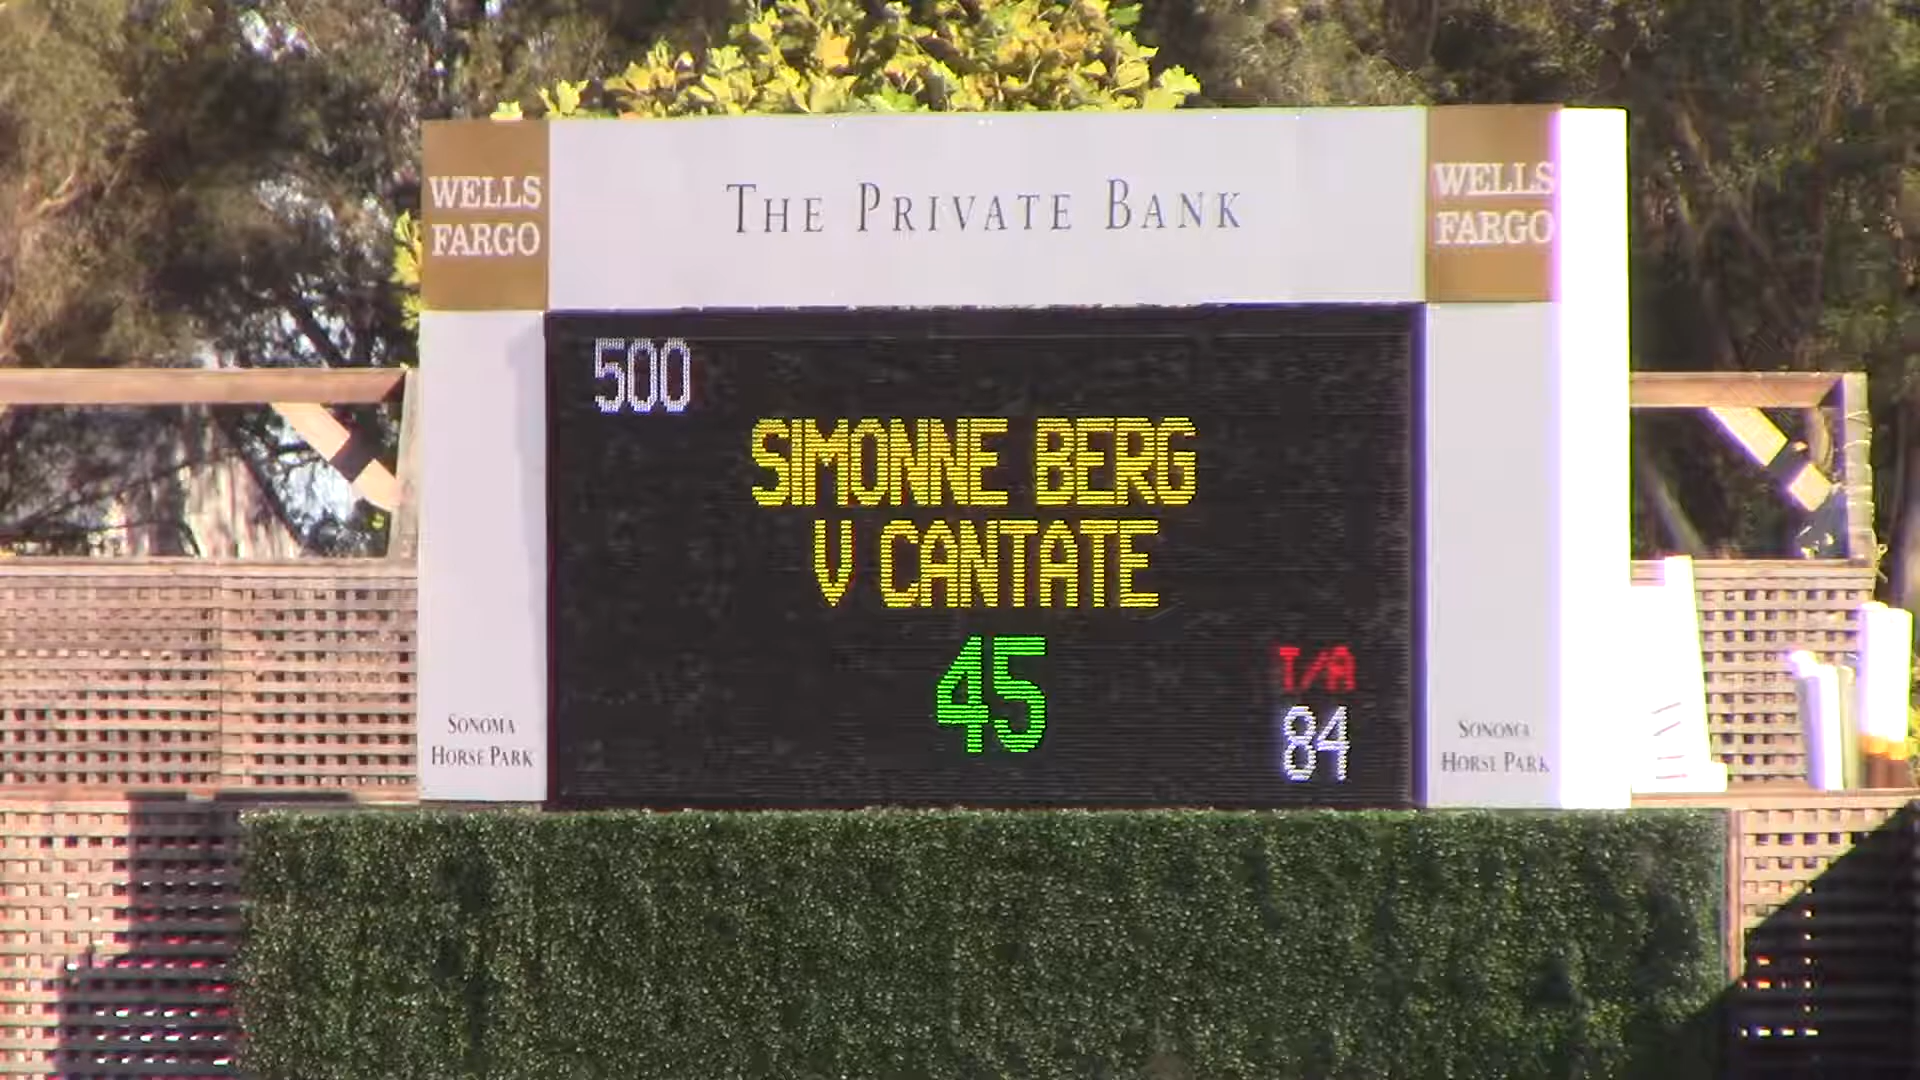 WELLS
FARGO
THE PRIVATE BANK
WELLS
FARGO
500
SIMONNE BERG
V CANTATE
45
T/A
84
SONOMA
HORSE PARK
SONOMA
HORSE PARK